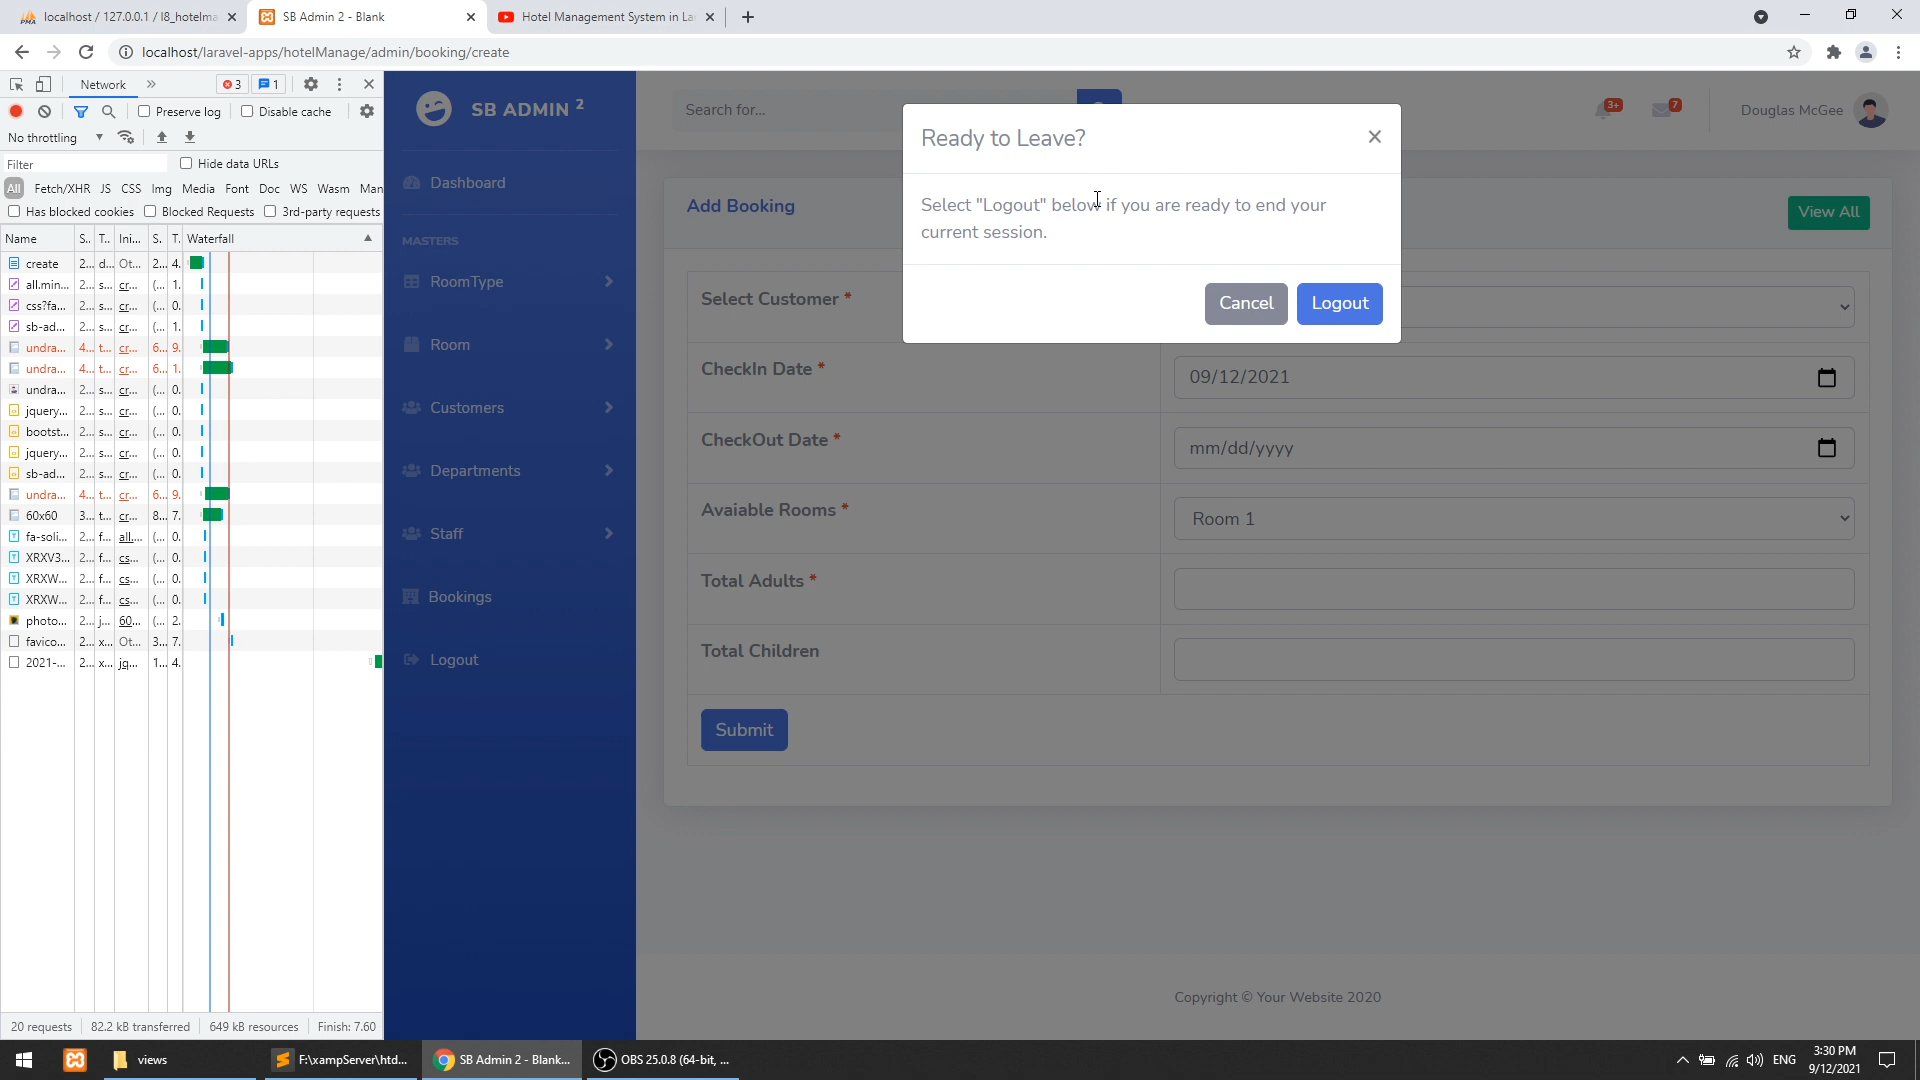 localhost / 127.0.0.1 / l8_hotelma
SB Admin 2 - Blank
Hotel Management System in La
localhost/laravel-apps/hotelManage/admin/booking/create
Network
3
1
Preserve log
Disable cache
No throttling
Filter
Hide data URLs
All
Fetch/XHR
JS
CSS
Img
Media
Font
Doc
WS
Wasm
Man
Has blocked cookies
Blocked Requests
3rd-party requests
Name
S..
T..
Ini...
S.
T.
Waterfall
create
2...
d...
Ot...
2...
4.
all.min...
2...
s...
cr...
(...
1.
css?fa...
2...
s...
cr...
(...
0.
sb-ad...
2...
s...
cr...
(...
1.
undra...
4...
t...
cr...
6...
9.
undra...
4...
t...
cr...
6...
1.
undra...
2...
s...
cr...
(...
0.
jquery...
2...
s...
cr...
(...
0.
bootst...
2...
s...
cr...
(...
0.
jquery...
2...
s...
cr...
(...
0.
sb-ad...
2...
s...
cr...
(...
0.
undra...
4...
t...
cr...
6...
9.
60x60
3...
t...
cr...
8...
7.
fa-soli...
2...
f...
all....
(...
0.
XRXV3...
2...
f...
cs...
(...
0.
XRXW...
2...
f...
cs...
(...
0.
XRXW...
2...
f...
cs...
(...
0.
photo...
2...
j...
60...
(...
2.
favico...
2...
x...
Ot...
3...
7.
2021-...
2...
x...
jq...
1...
4.
20 requests
82.2 kB transferred
649 kB resources
Finish: 7.60
SB ADMIN 2
Dashboard
MASTERS
RoomType
Room
Customers
Departments
Staff
Bookings
Logout
Search for...
3+
7
Douglas McGee
Ready to Leave?
×
Select "Logout" below if you are ready to end your
current session.
Cancel
Logout
Add Booking
View All
Select Customer *
CheckIn Date *
09/12/2021
CheckOut Date *
mm/dd/yyyy
Avaiable Rooms *
Room 1
Total Adults *
Total Children
Submit
Copyright © Your Website 2020
views
F:\xampServer\htd...
SB Admin 2 - Blank...
OBS 25.0.8 (64-bit, ...
ENG
3:30 PM
9/12/2021